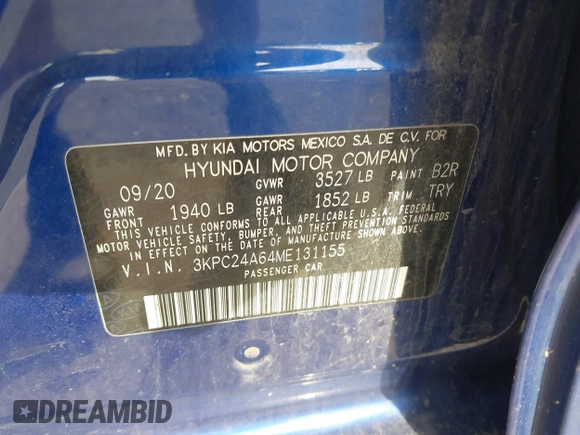 MFD. BY KIA MOTORS MEXICO S.A. DE C.V. FOR
HYUNDAI MOTOR COMPANY
09/20 GVWR 3527 LB PAINT B2R
GAWR FRONT 1940 LB GAWR REAR 1852 LB TRIM TRY
THIS VEHICLE CONFORMS TO ALL APPLICABLE U.S.A. FEDERAL
MOTOR VEHICLE SAFETY, BUMPER, AND THEFT PREVENTION STANDARDS
IN EFFECT ON THE DATE OF MANUFACTURE SHOWN ABOVE.
V.I.N. 3KPC24A64ME131155
PASSENGER CAR
DREAMBID